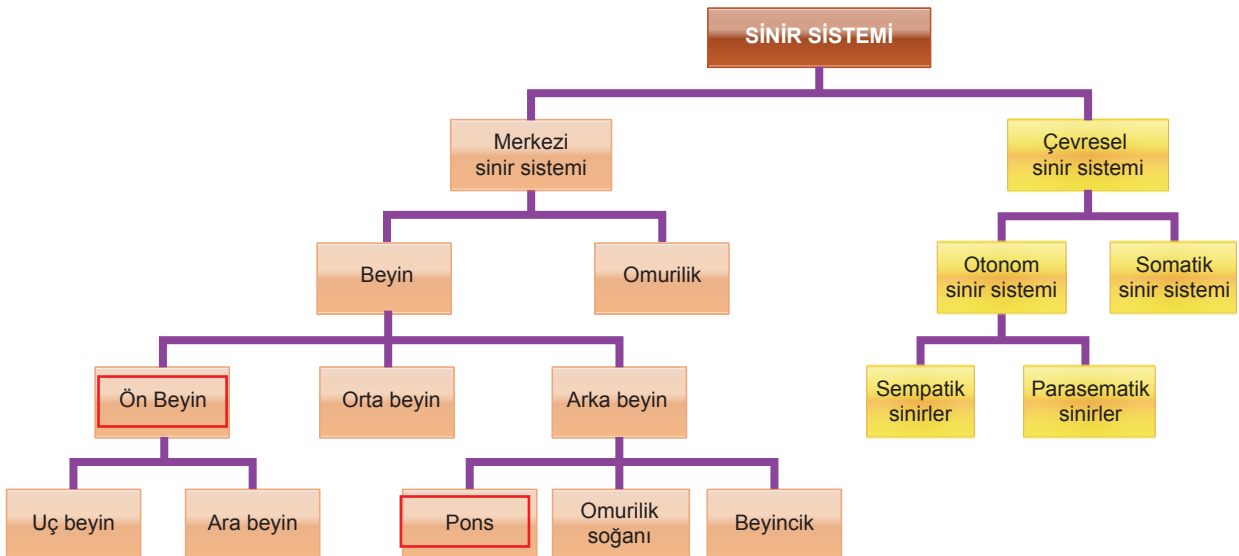 SİNİR SİSTEMİ
Merkezi
sinir sistemi
Çevresel
sinir sistemi
Beyin
Omurilik
Otonom
sinir sistemi
Somatik
sinir sistemi
Ön Beyin
Orta beyin
Arka beyin
Sempatik
sinirler
Parasematik
sinirler
Uç beyin
Ara beyin
Pons
Omurilik
soğanı
Beyincik